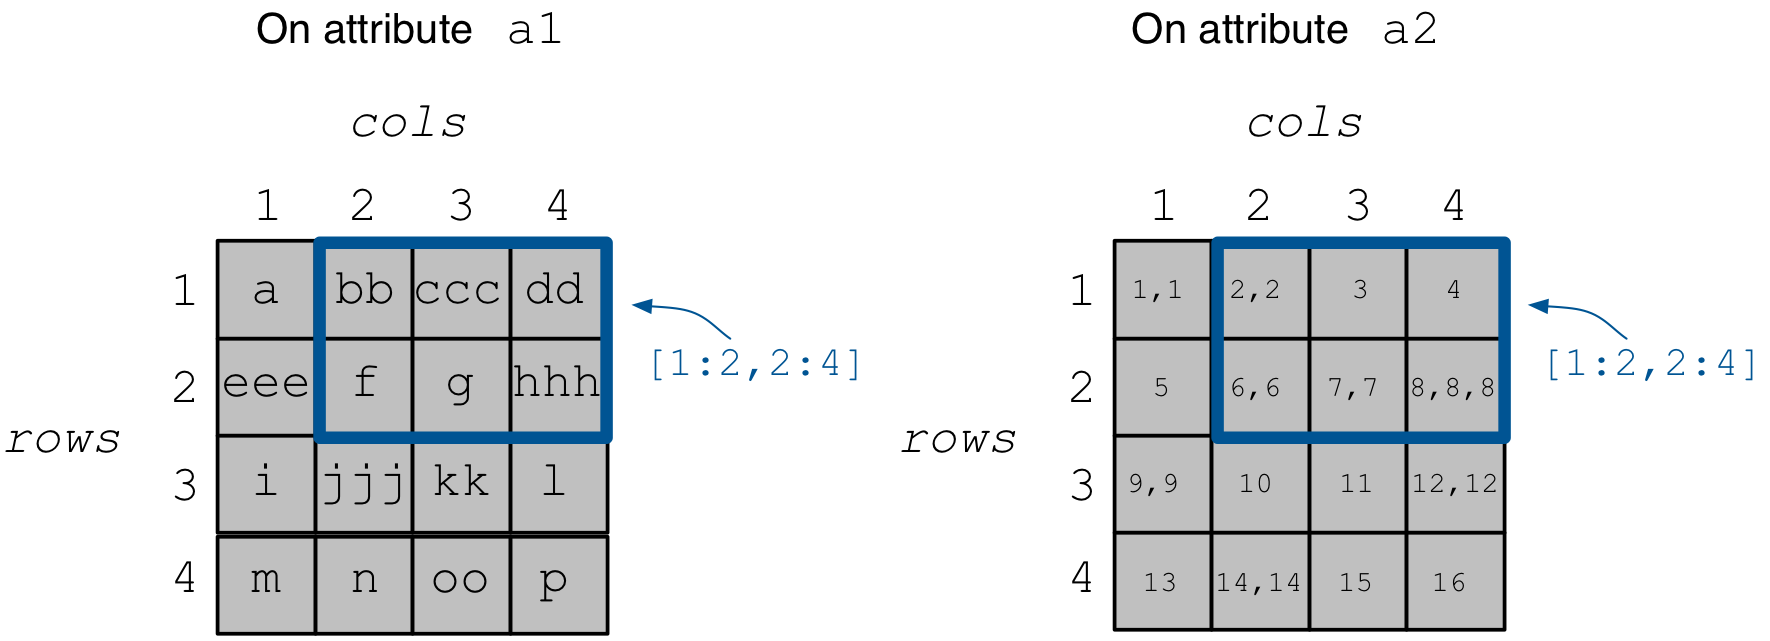 On attribute a1
cols
1 2 3 4
1 a bb ccc dd
[1:2,2:4]
2 eee f g hhh
rows
3 i jjj kk l
4 m n oo p
On attribute a2
cols
1 2 3 4
1 1,1 2,2 3 4
[1:2,2:4]
2 5 6,6 7,7 8,8,8
rows
3 9,9 10 11 12,12
4 13 14,14 15 16